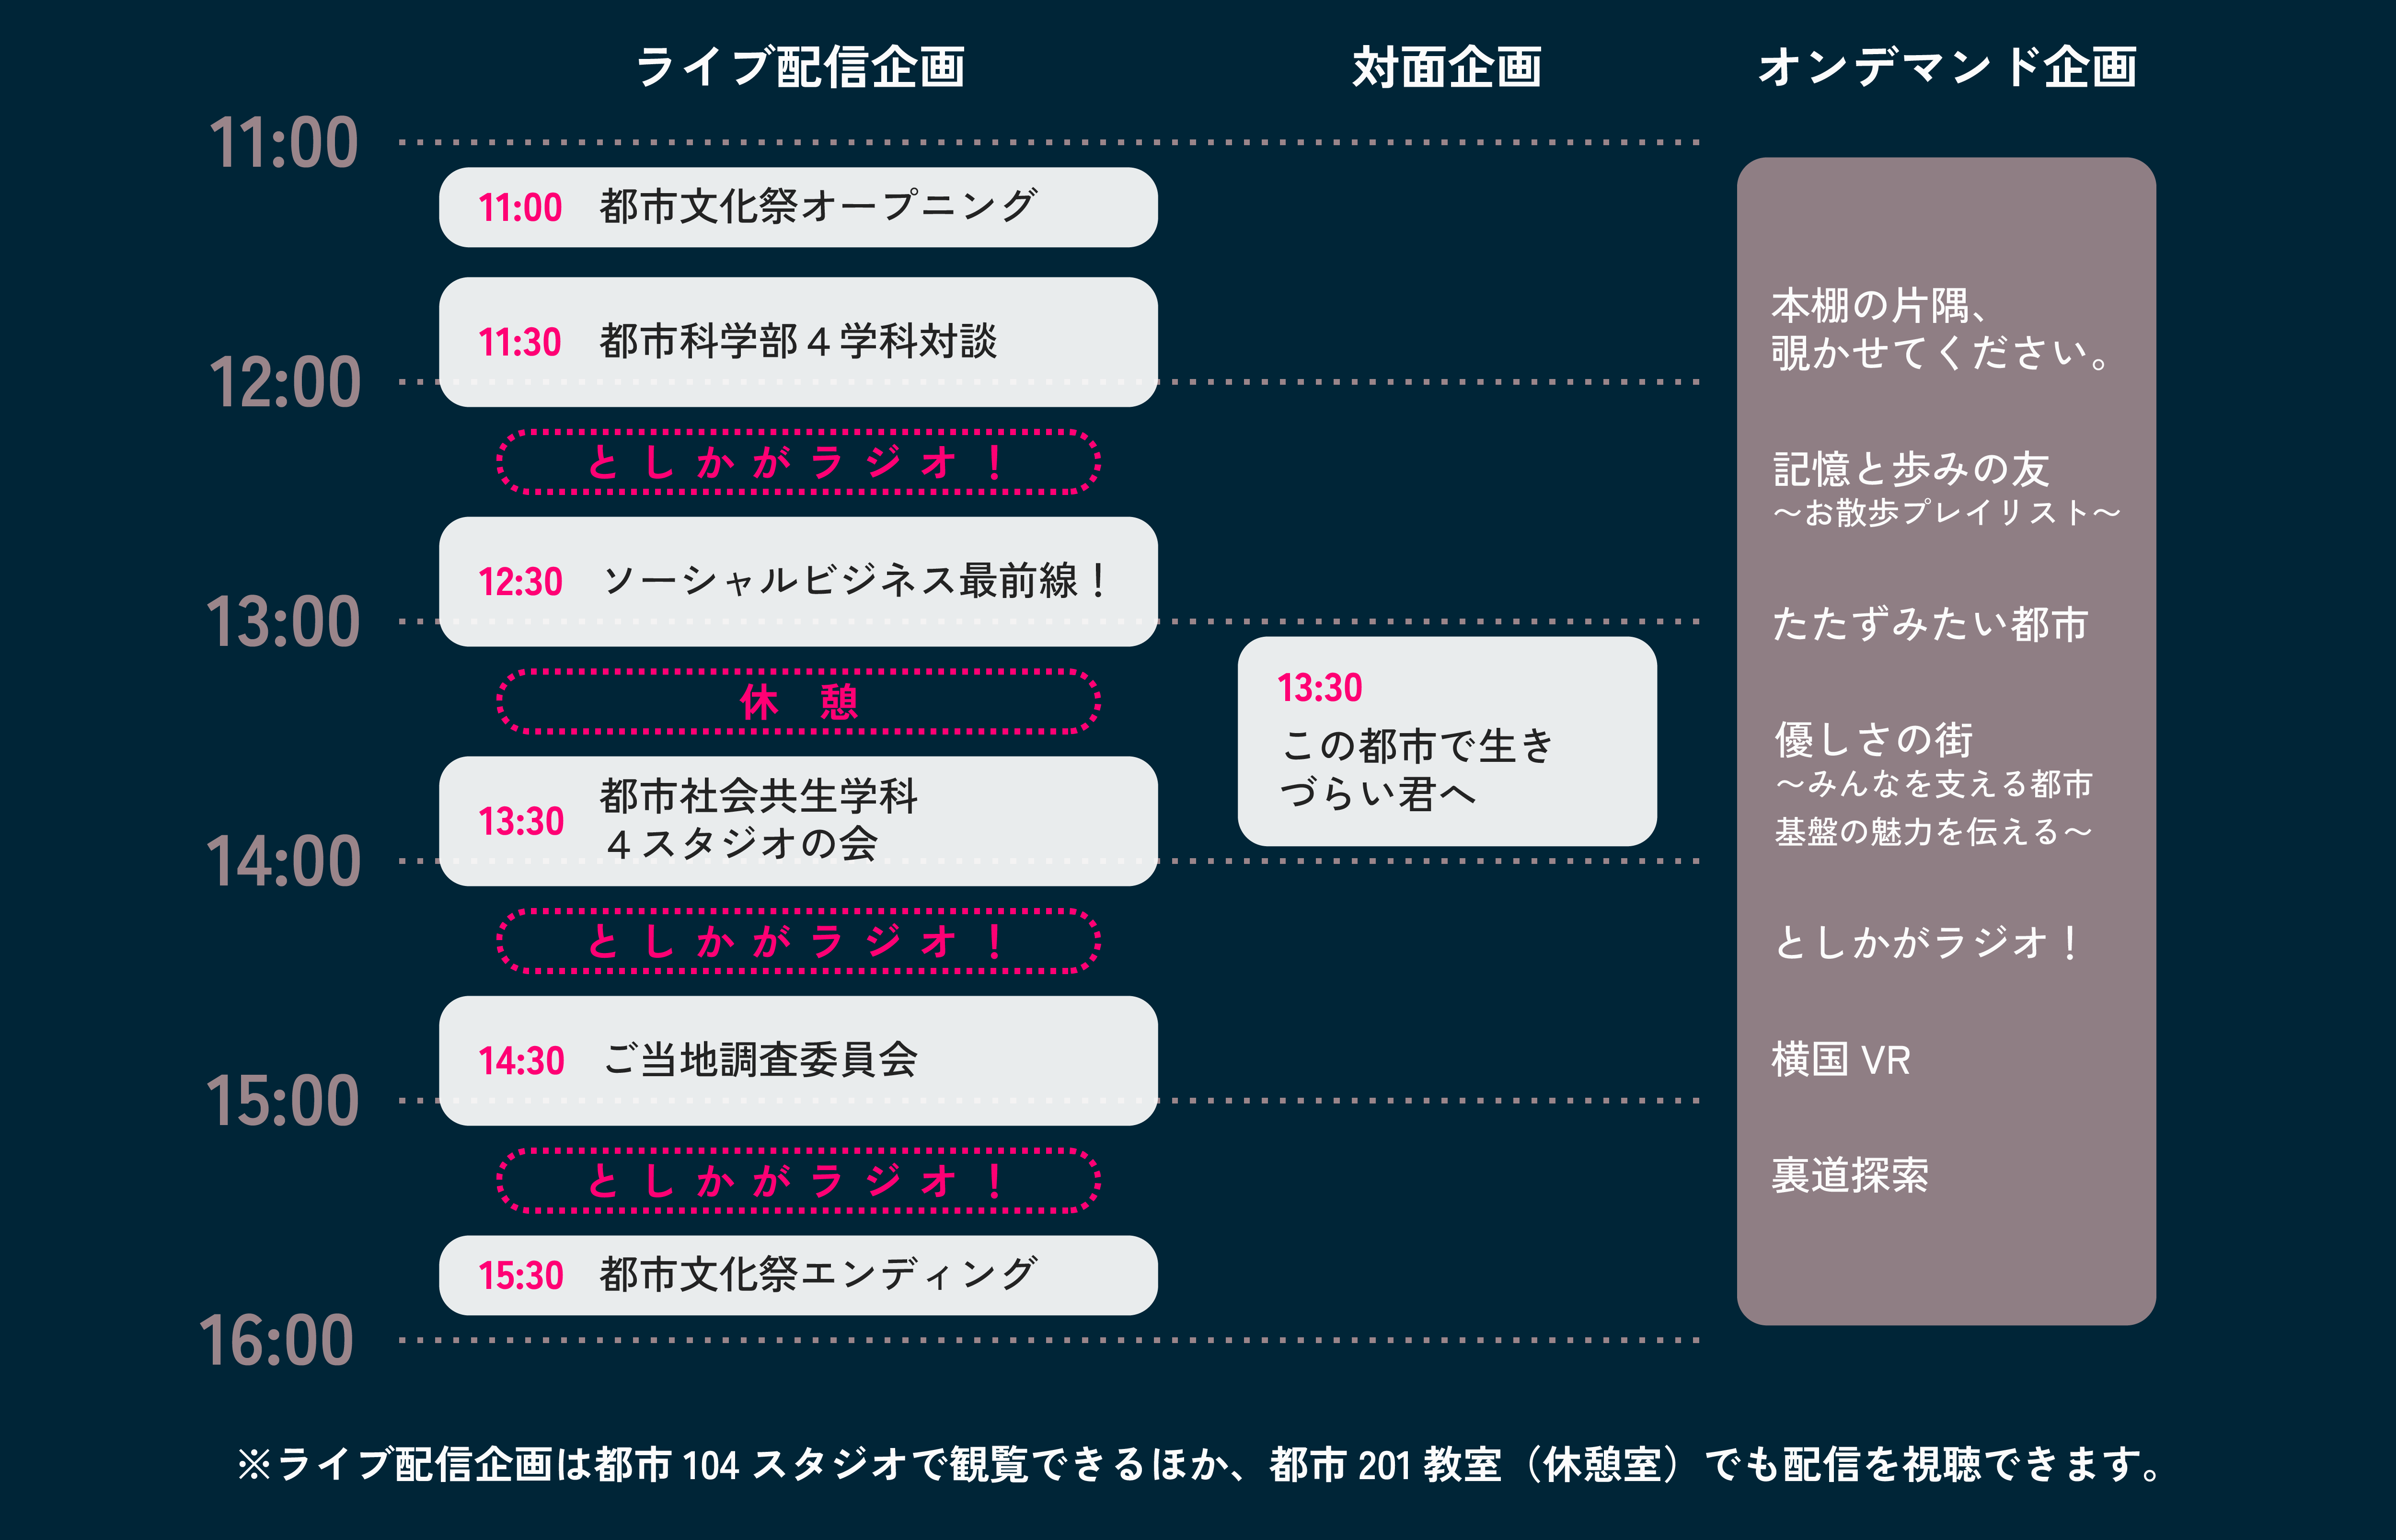 ライブ配信企画
対面企画
オンデマンド企画
11:00
11:00 都市文化祭オープニング
11:30 都市科学部４学科対談
12:00
としかがラジオ！
12:30 ソーシャルビジネス最前線！
13:00
休憩
13:30 都市社会共生学科
４スタジオの会
14:00
としかがラジオ！
14:30 ご当地調査委員会
15:00
としかがラジオ！
15:30 都市文化祭エンディング
16:00
13:30
この都市で生き
づらい君へ
本棚の片隅、
覗かせてください。
記憶と歩みの友
〜お散歩プレイリスト〜
たたずみたい都市
優しさの街
〜みんなを支える都市
基盤の魅力を伝える〜
としかがラジオ！
横国 VR
裏道探索
※ライブ配信企画は都市 104 スタジオで観覧できるほか、都市 201 教室（休憩室）でも配信を視聴できます。